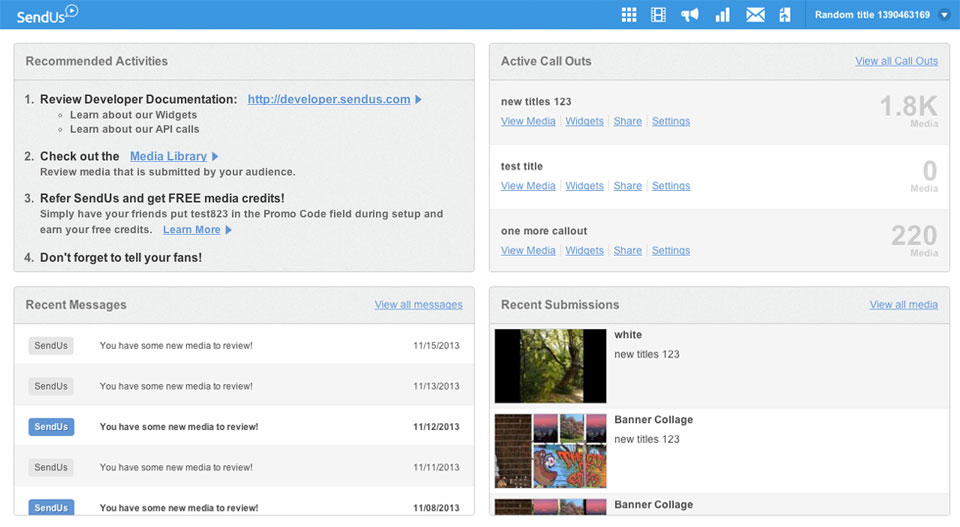 SendUs
Random title 1390463169
Recommended Activities
1. Review Developer Documentation: http://developer.sendus.com
Learn about our Widgets
Learn about our API calls
2. Check out the Media Library
Review media that is submitted by your audience.
3. Refer SendUs and get FREE media credits!
Simply have your friends put test823 in the Promo Code field during setup and
earn your free credits. Learn More
4. Don't forget to tell your fans!
Active Call Outs
View all Call Outs
new titles 123
View Media Widgets Share Settings
1.8K
Media
test title
View Media Widgets Share Settings
0
Media
one more callout
View Media Widgets Share Settings
220
Media
Recent Messages
View all messages
SendUs You have some new media to review! 11/15/2013
SendUs You have some new media to review! 11/13/2013
SendUs You have some new media to review! 11/12/2013
SendUs You have some new media to review! 11/11/2013
SendUs You have some new media to review! 11/08/2013
Recent Submissions
View all media
white
new titles 123
Banner Collage
new titles 123
Banner Collage